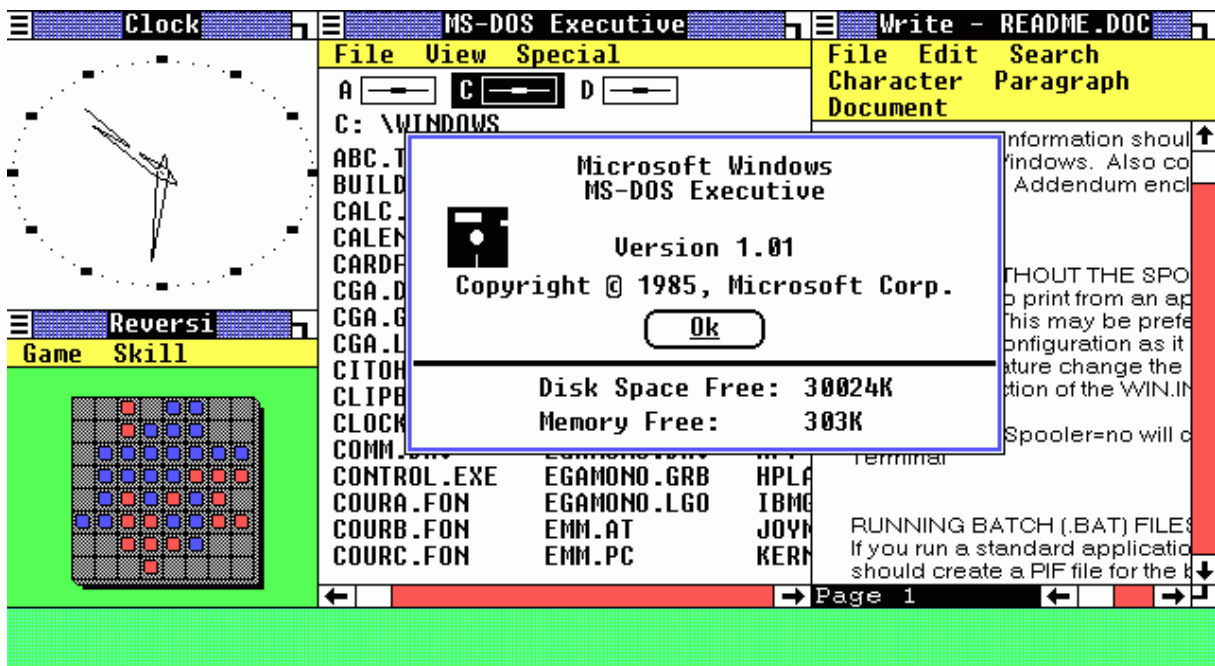 Clock
MS-DOS Executive
File View Special
A C D
C: \WINDOWS
ABC.T
BUILD
CALC.
CALEN
CARDF
CGA.D
CGA.G
CGA.L
CITOH
CLIPB
CLOCK
COMM.
CONTROL.EXE EGAMONO.GRB HPLA
COURA.FON EGAMONO.LGO IBMG
COURB.FON EMM.AT JOYM
COURC.FON EMM.PC KERN
Write - README.DOC
File Edit Search
Character Paragraph
Document
nformation shoul
indows. Also co
Addendum encl
THOUT THE SPO
o print from an ap
his may be prefe
onfiguration as it
ature change the
ction of the WIN.IN
Spooler=no will c
Terminal
RUNNING BATCH (.BAT) FILES
If you run a standard applicatio
should create a PIF file for the b
Page 1
Microsoft Windows
MS-DOS Executive
Version 1.01
Copyright © 1985, Microsoft Corp.
Ok
Disk Space Free: 30024K
Memory Free: 303K
Reversi
Game Skill